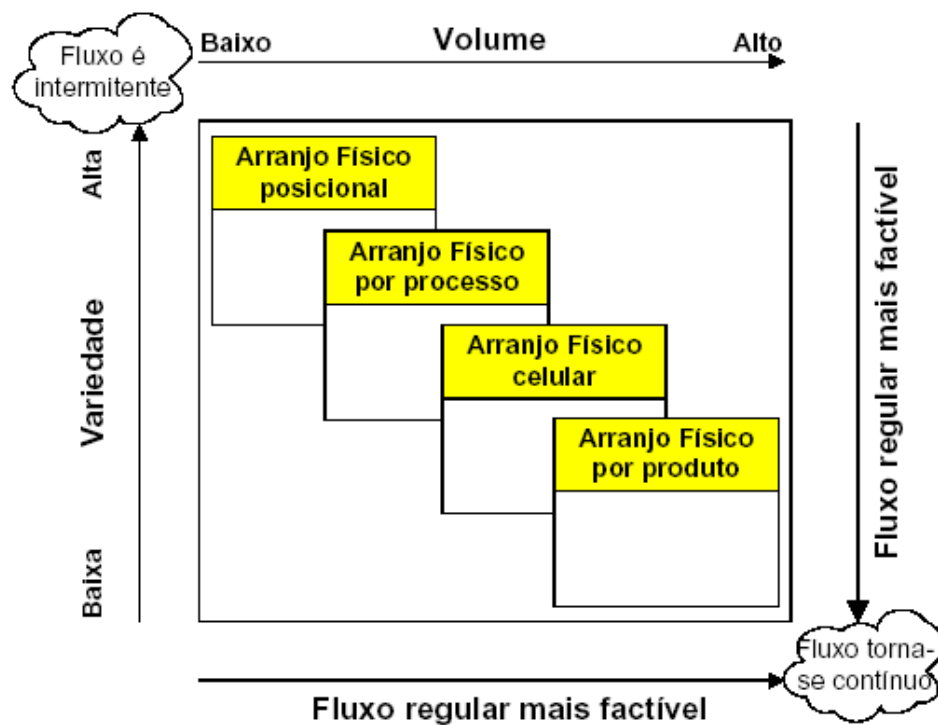 Fluxo é
intermitente
Baixo
Volume
Alto
Alta
Variedade
Baixa
Arranjo Físico
posicional
Arranjo Físico
por processo
Arranjo Físico
celular
Arranjo Físico
por produto
Fluxo regular mais factível
Fluxo torna-
se contínuo
Fluxo regular mais factível